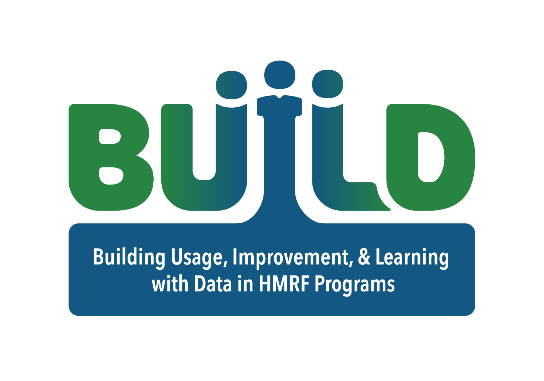 BUILD
Building Usage, Improvement, & Learning
with Data in HMRF Programs